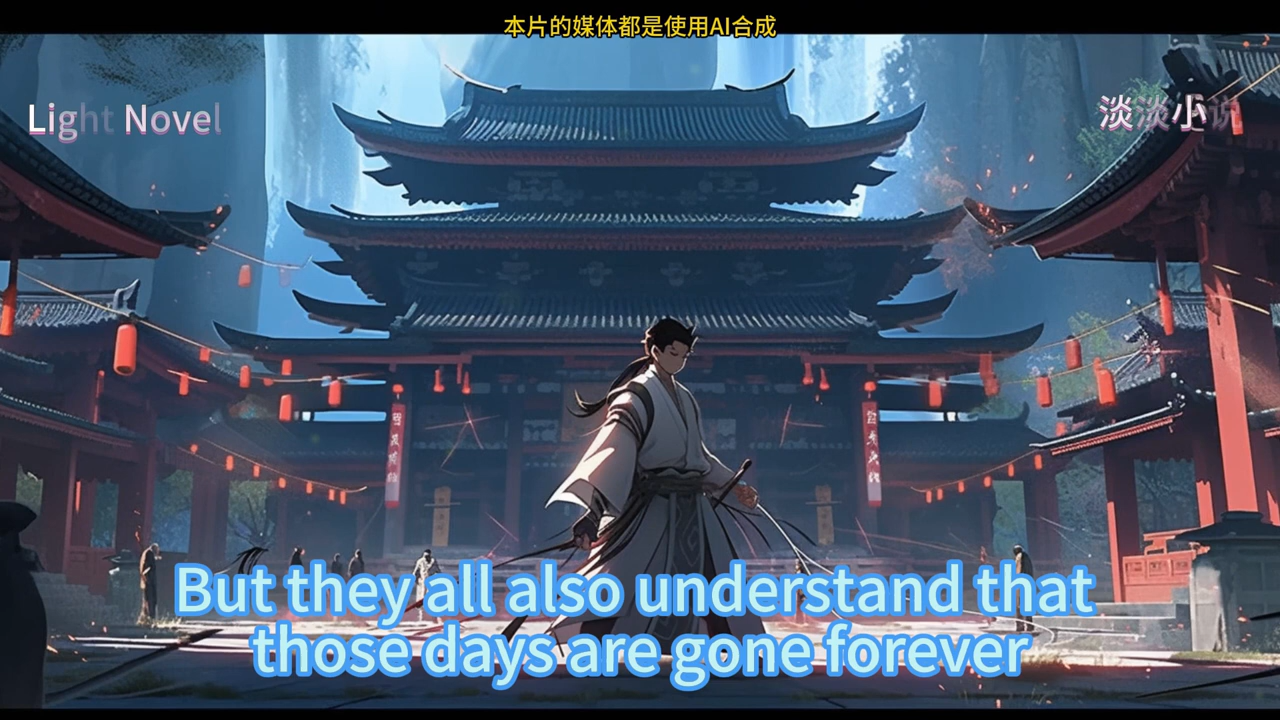 本片的媒体都是使用AI合成
Light Novel
淡淡小说
But they all also understand that
those days are gone forever